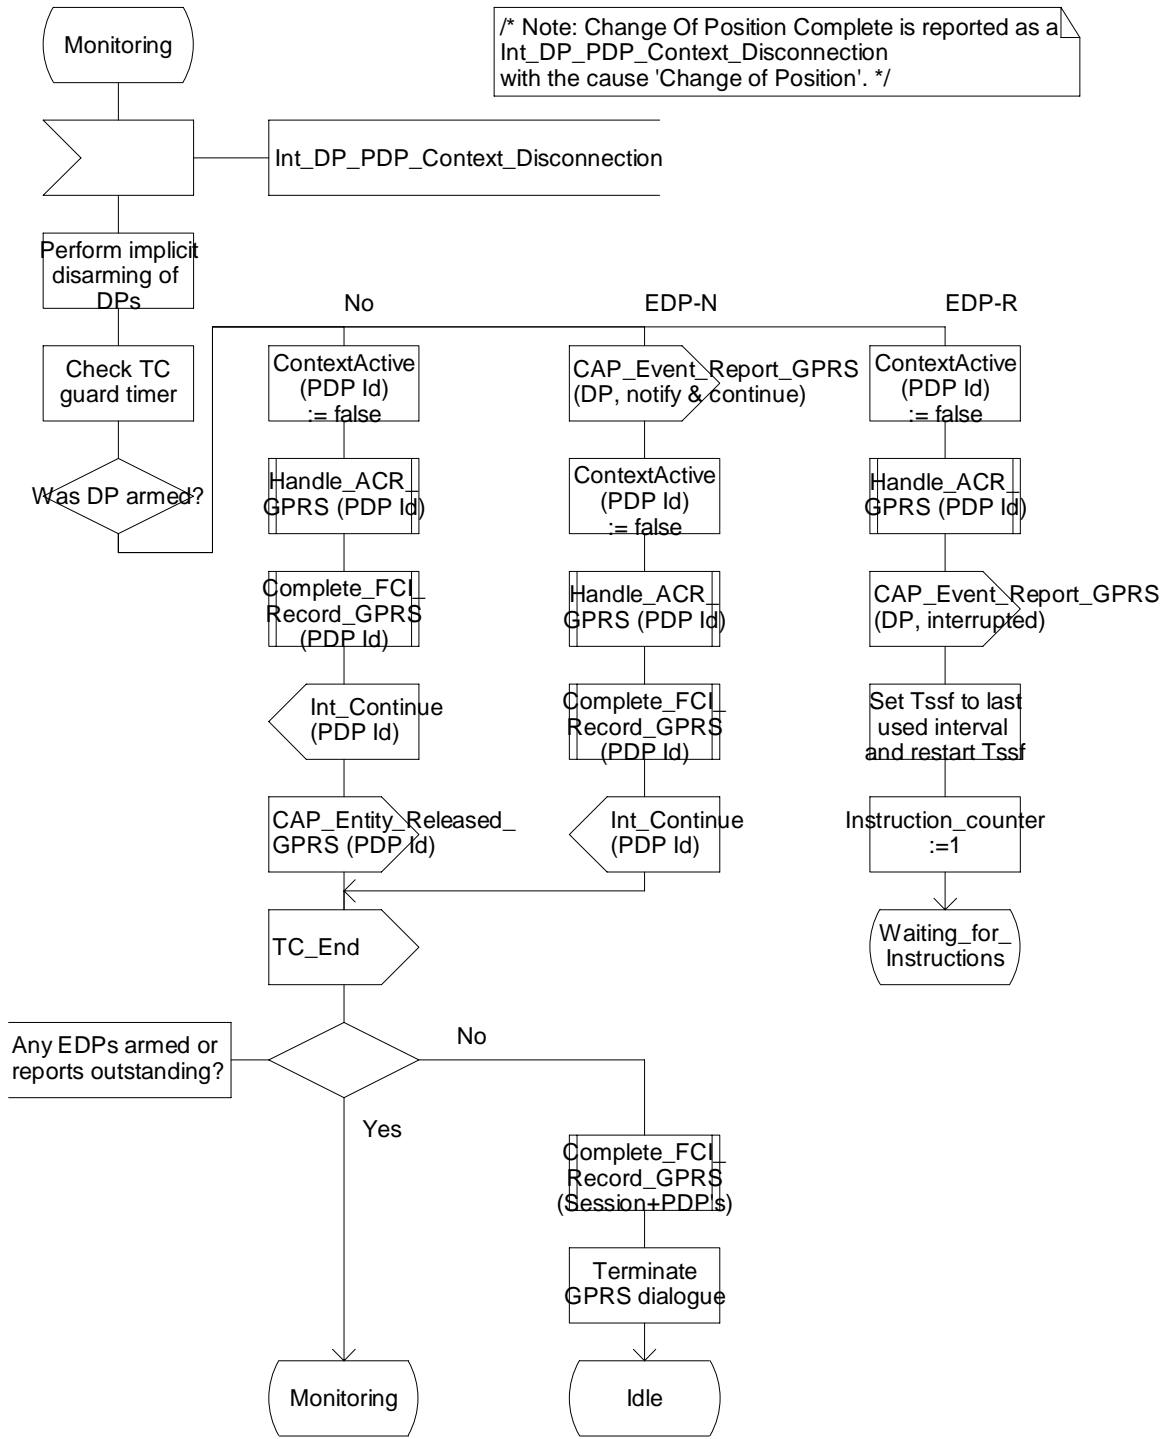 Monitoring
/* Note: Change Of Position Complete is reported as a
Int_DP_PDP_Context_Disconnection
with the cause 'Change of Position'. */
Int_DP_PDP_Context_Disconnection
Perform implicit
disarming of
DPs
Check TC
guard timer
Was DP armed?
No
ContextActive
(PDP Id)
:= false
Handle_ACR_
GPRS (PDP Id)
Complete_FCI_
Record_GPRS
(PDP Id)
Int_Continue
(PDP Id)
CAP_Entity_Released_
GPRS (PDP Id)
EDP-N
CAP_Event_Report_GPRS
(DP, notify & continue)
ContextActive
(PDP Id)
:= false
Handle_ACR_
GPRS (PDP Id)
Complete_FCI_
Record_GPRS
(PDP Id)
Int_Continue
(PDP Id)
EDP-R
ContextActive
(PDP Id)
:= false
Handle_ACR_
GPRS (PDP Id)
CAP_Event_Report_GPRS
(DP, interrupted)
Set Tssf to last
used interval
and restart Tssf
Instruction_counter
:=1
Waiting_for_
Instructions
TC_End
Any EDPs armed or
reports outstanding?
No
Yes
Complete_FCI_
Record_GPRS
(Session+PDP's)
Terminate
GPRS dialogue
Monitoring
Idle